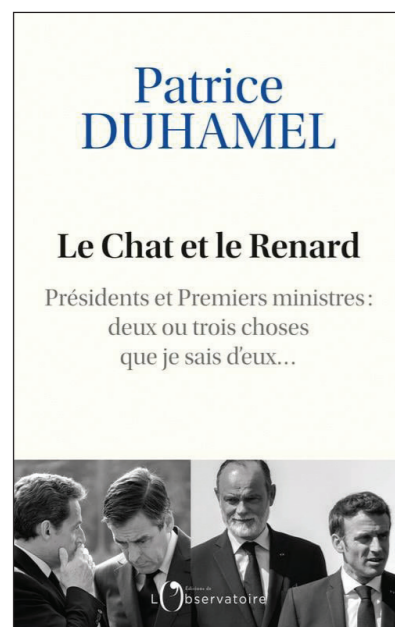 Patrice
DUHAMEL
Le Chat et le Renard
Présidents et Premiers ministres :
deux ou trois choses
que je sais d'eux...
Éditions de
L'Observatoire